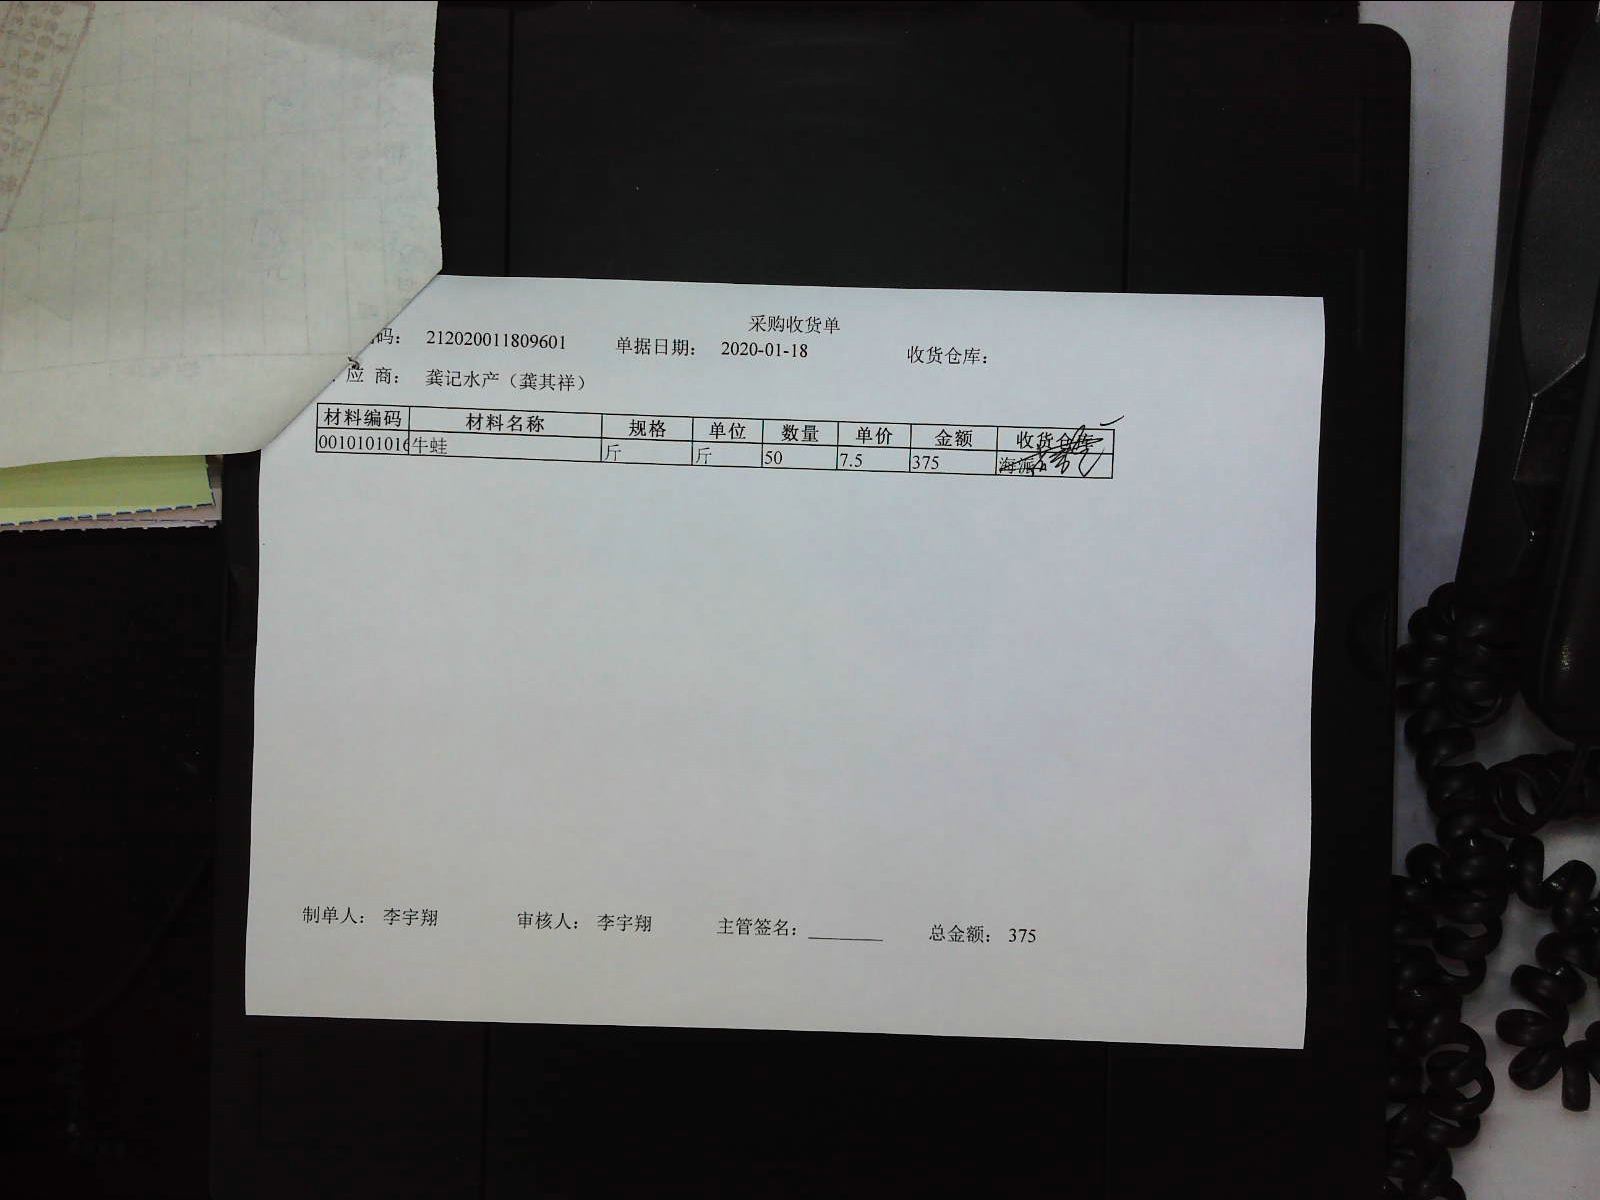 采购收货单
码： 212020011809601 单据日期： 2020-01-18 收货仓库：
应 商： 龚记水产（龚其祥）
材料编码 材料名称 规格 单位 数量 单价 金额 收货仓库
0010101016 牛蛙 斤 斤 50 7.5 375 海派
制单人： 李宇翔 审核人： 李宇翔 主管签名：________ 总金额： 375